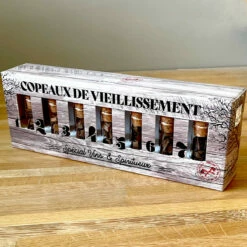 COPEAUX DE VIEILLISSEMENT
1 2 3 4 5 6 7
Spécial Vins & Spiritueux